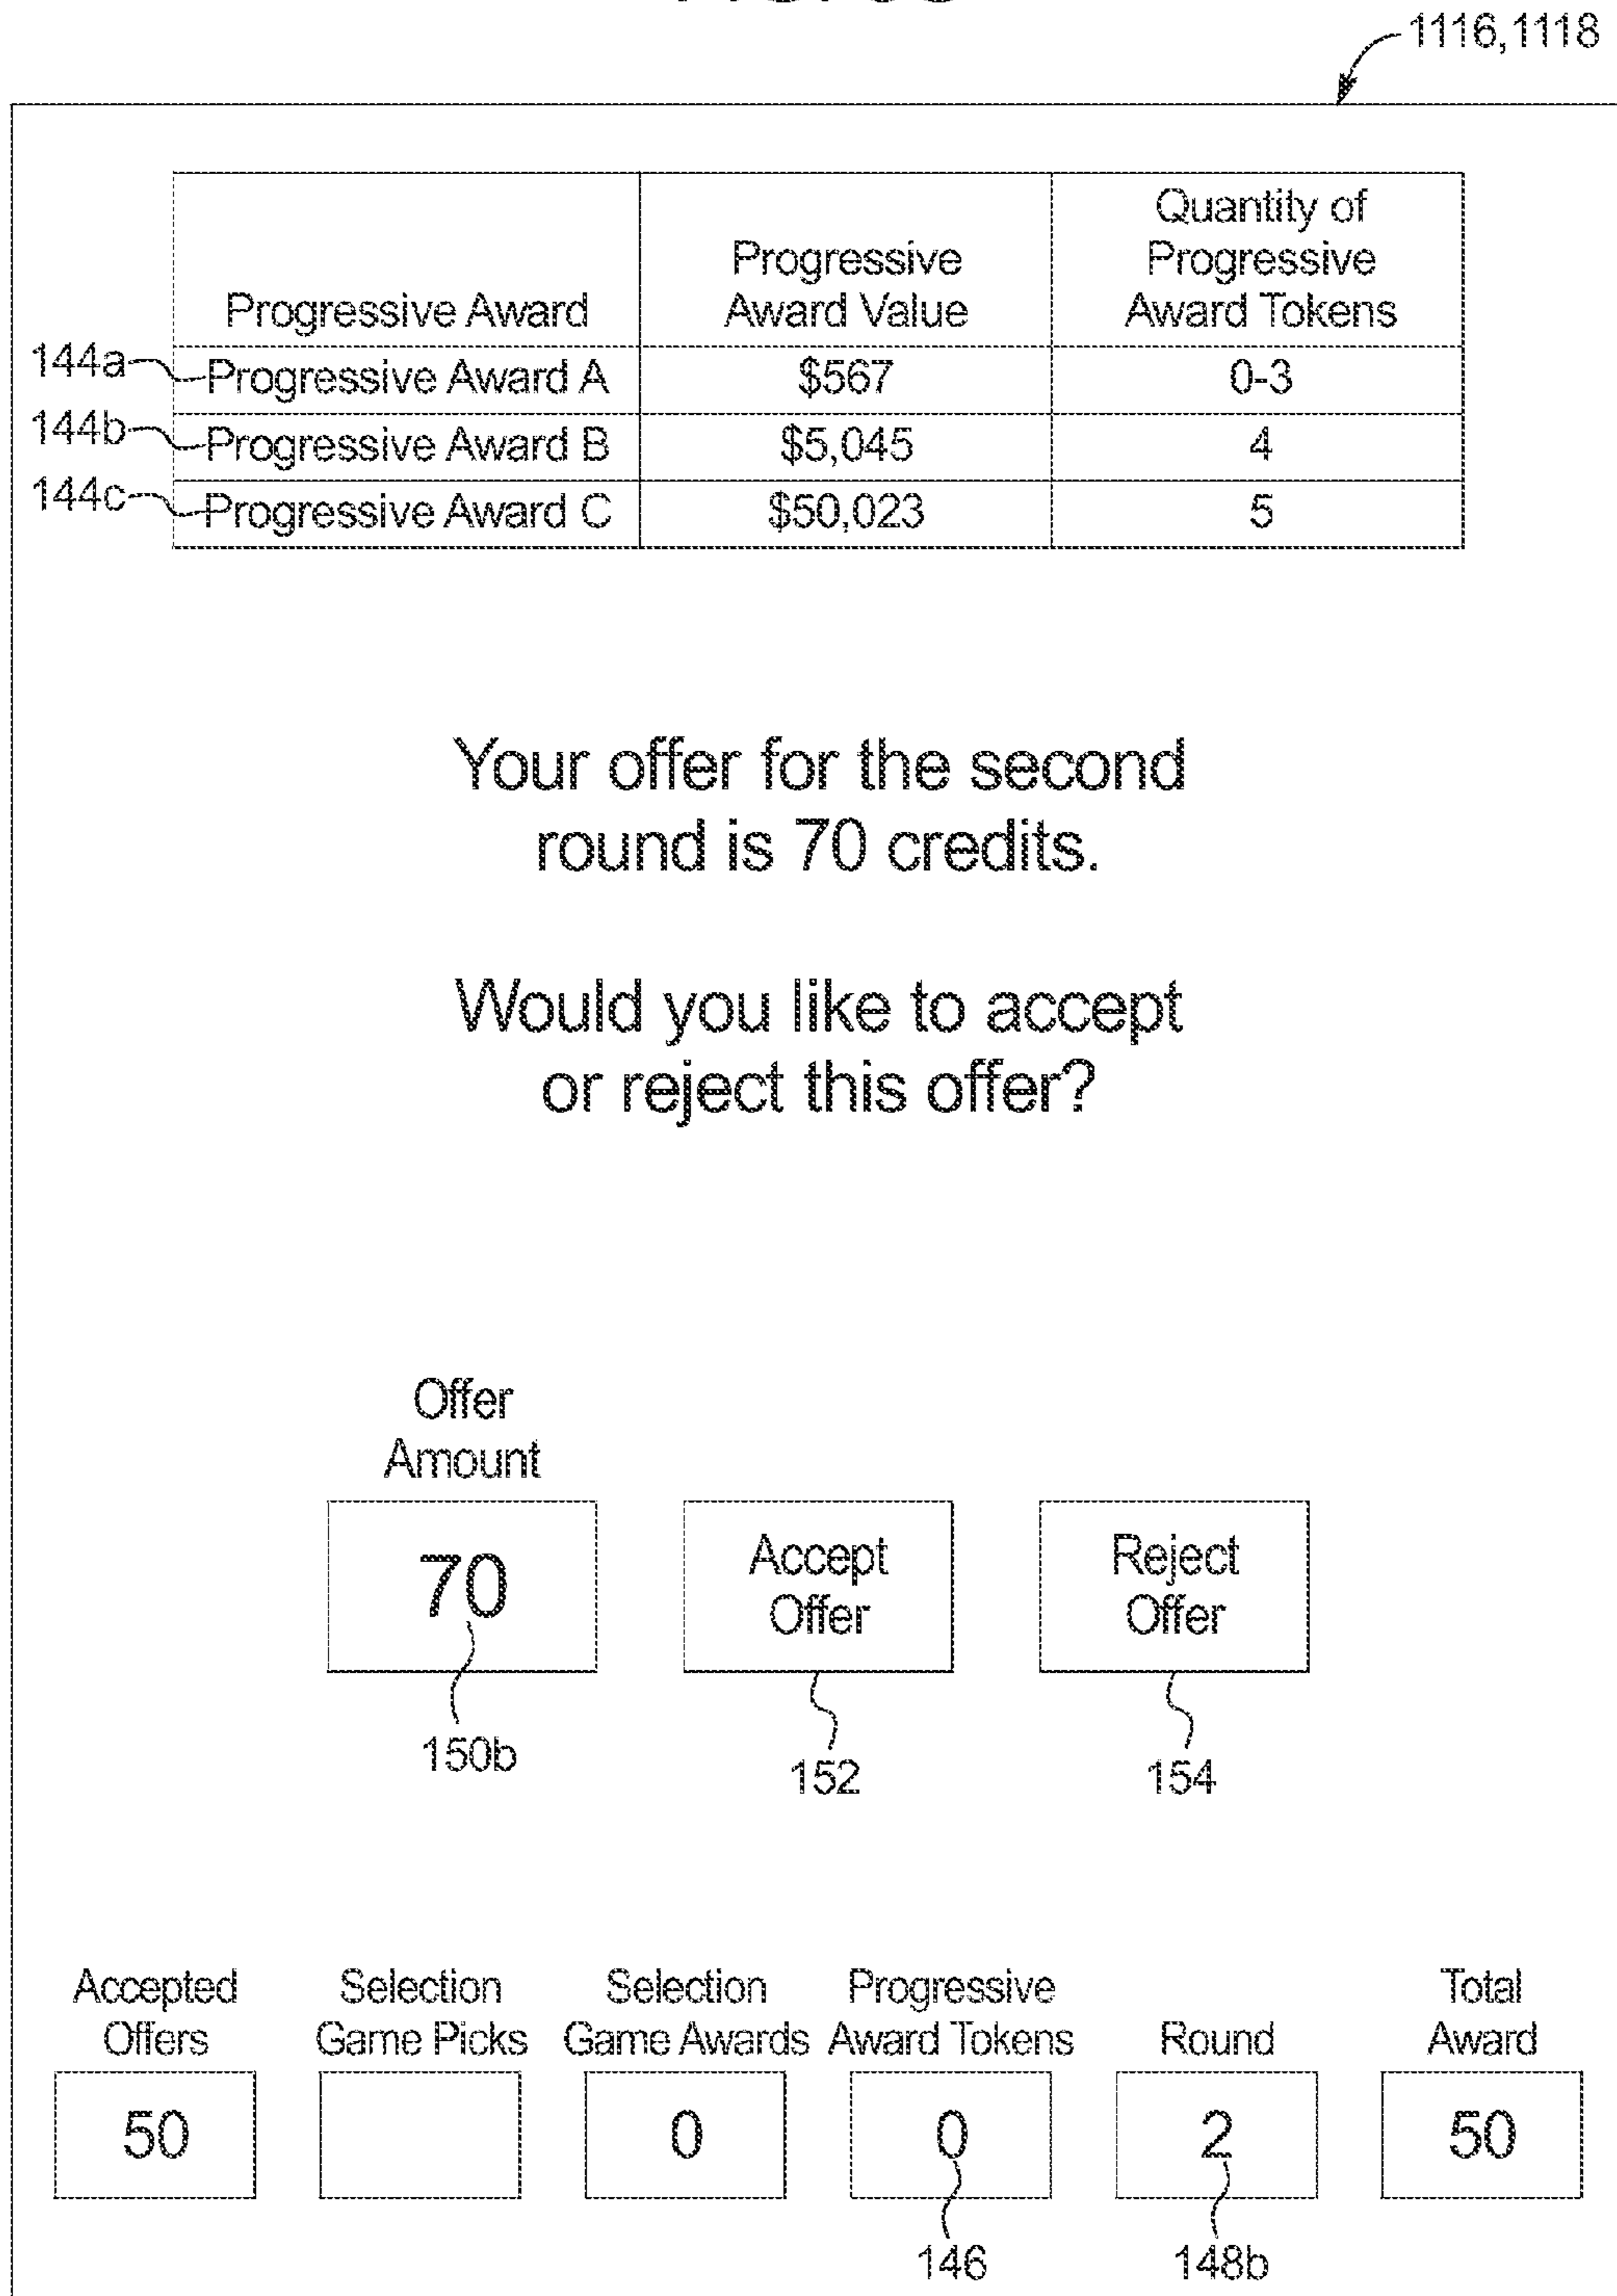 1116,1118
Quantity of
Progressive Progressive
Progressive Award Award Value Award Tokens
144a Progressive Award A $567 0-3
144b Progressive Award B $5,045 4
144c Progressive Award C $50,023 5
Your offer for the second
round is 70 credits.
Would you like to accept
or reject this offer?
Offer
Amount
70 Accept Offer Reject Offer
150b 152 154
Accepted Selection Selection Progressive Total
Offers Game Picks Game Awards Award Tokens Round Award
50 0 0 2 50
146 148b